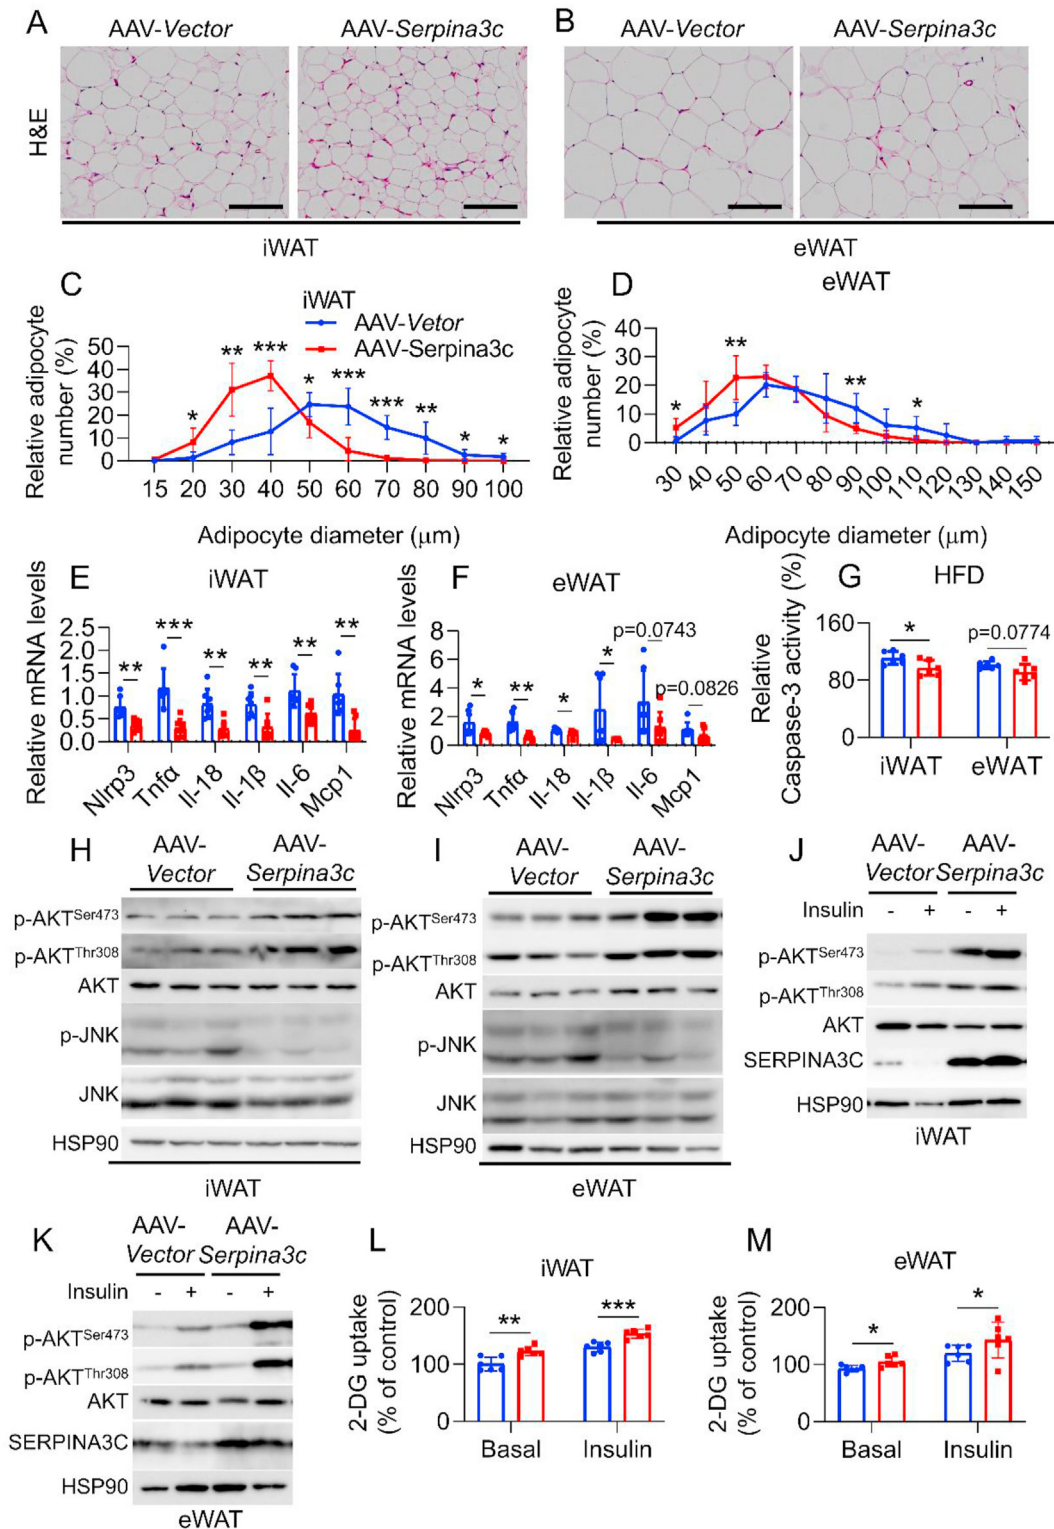 A
AAV-Vector
AAV-Serpina3c
B
AAV-Vector
AAV-Serpina3c
H&E
iWAT
eWAT
C
iWAT
AAV-Vetor
AAV-Serpina3c
Relative adipocyte
number (%)
50
40
30
20
10
0
* ** *** * *** *** ** * *
15 20 30 40 50 60 70 80 90 100
Adipocyte diameter (μm)
D
eWAT
Relative adipocyte
number (%)
40
30
20
10
0
* ** ** *
30 40 50 60 70 80 90 100 110 120 130 140 150
Adipocyte diameter (μm)
E
iWAT
Relative mRNA levels
2.5
2.0
1.5
1.0
0.5
0.0
** *** ** ** ** **
Nlrp3 Tnfα Il-18 Il-1β Il-6 Mcp1
F
eWAT
Relative mRNA levels
8
6
4
2
0
* ** * * p=0.0743
p=0.0826
Nlrp3 Tnfα Il-18 Il-1β Il-6 Mcp1
G
HFD
Relative
Caspase-3 activity (%)
160
80
0
* p=0.0774
iWAT eWAT
H
AAV-
Vector
AAV-
Serpina3c
p-AKTSer473
p-AKTThr308
AKT
p-JNK
JNK
HSP90
iWAT
I
AAV-
Vector
AAV-
Serpina3c
p-AKTSer473
p-AKTThr308
AKT
p-JNK
JNK
HSP90
eWAT
J
AAV-
Vector
AAV-
Serpina3c
Insulin - + - +
p-AKTSer473
p-AKTThr308
AKT
SERPINA3C
HSP90
iWAT
K
AAV-
Vector
AAV-
Serpina3c
Insulin - + - +
p-AKTSer473
p-AKTThr308
AKT
SERPINA3C
HSP90
eWAT
L
iWAT
2-DG uptake
(% of control)
200
100
0
** ***
Basal Insulin
M
eWAT
2-DG uptake
(% of control)
200
100
0
* *
Basal Insulin